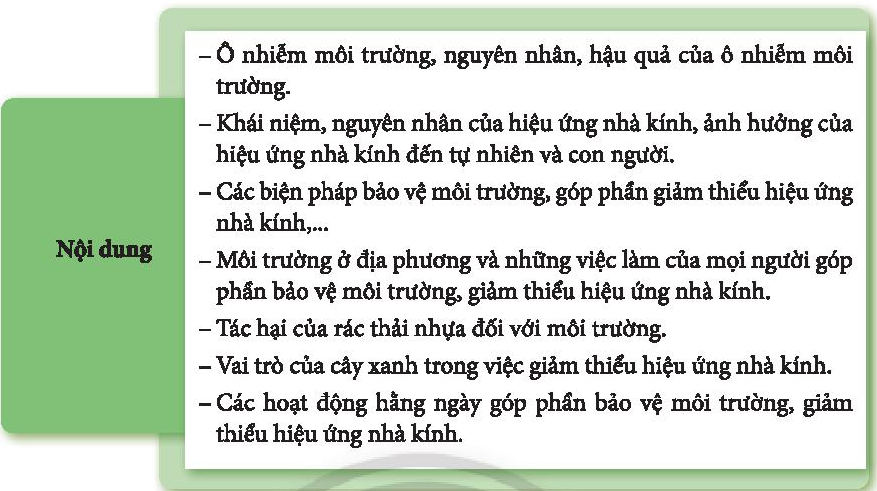 Nội dung
– Ô nhiễm môi trường, nguyên nhân, hậu quả của ô nhiễm môi
trường.
– Khái niệm, nguyên nhân của hiệu ứng nhà kính, ảnh hưởng của
hiệu ứng nhà kính đến tự nhiên và con người.
– Các biện pháp bảo vệ môi trường, góp phần giảm thiểu hiệu ứng
nhà kính,...
– Môi trường ở địa phương và những việc làm của mọi người góp
phần bảo vệ môi trường, giảm thiểu hiệu ứng nhà kính.
– Tác hại của rác thải nhựa đối với môi trường.
– Vai trò của cây xanh trong việc giảm thiểu hiệu ứng nhà kính.
– Các hoạt động hằng ngày góp phần bảo vệ môi trường, giảm
thiểu hiệu ứng nhà kính.